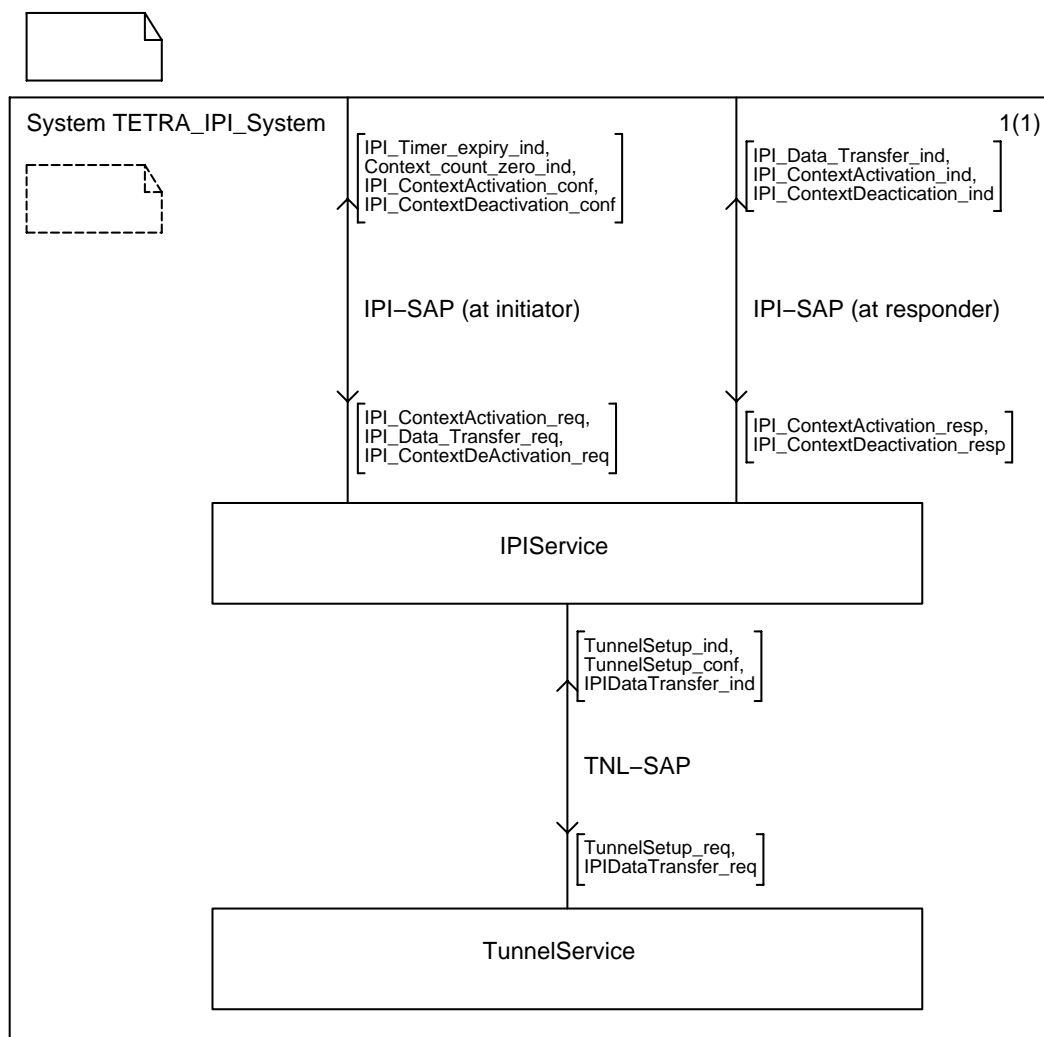 System TETRA_IPI_System
1(1)
IPI_Timer_expiry_ind,
Context_count_zero_ind,
IPI_ContextActivation_conf,
IPI_ContextDeactivation_conf
IPI_Data_Transfer_ind,
IPI_ContextActivation_ind,
IPI_ContextDeactication_ind
IPI−SAP (at initiator)
IPI−SAP (at responder)
IPI_ContextActivation_req,
IPI_Data_Transfer_req,
IPI_ContextDeActivation_req
IPI_ContextActivation_resp,
IPI_ContextDeactivation_resp
IPIService
TunnelSetup_ind,
TunnelSetup_conf,
IPIDataTransfer_ind
TNL−SAP
TunnelSetup_req,
IPIDataTransfer_req
TunnelService